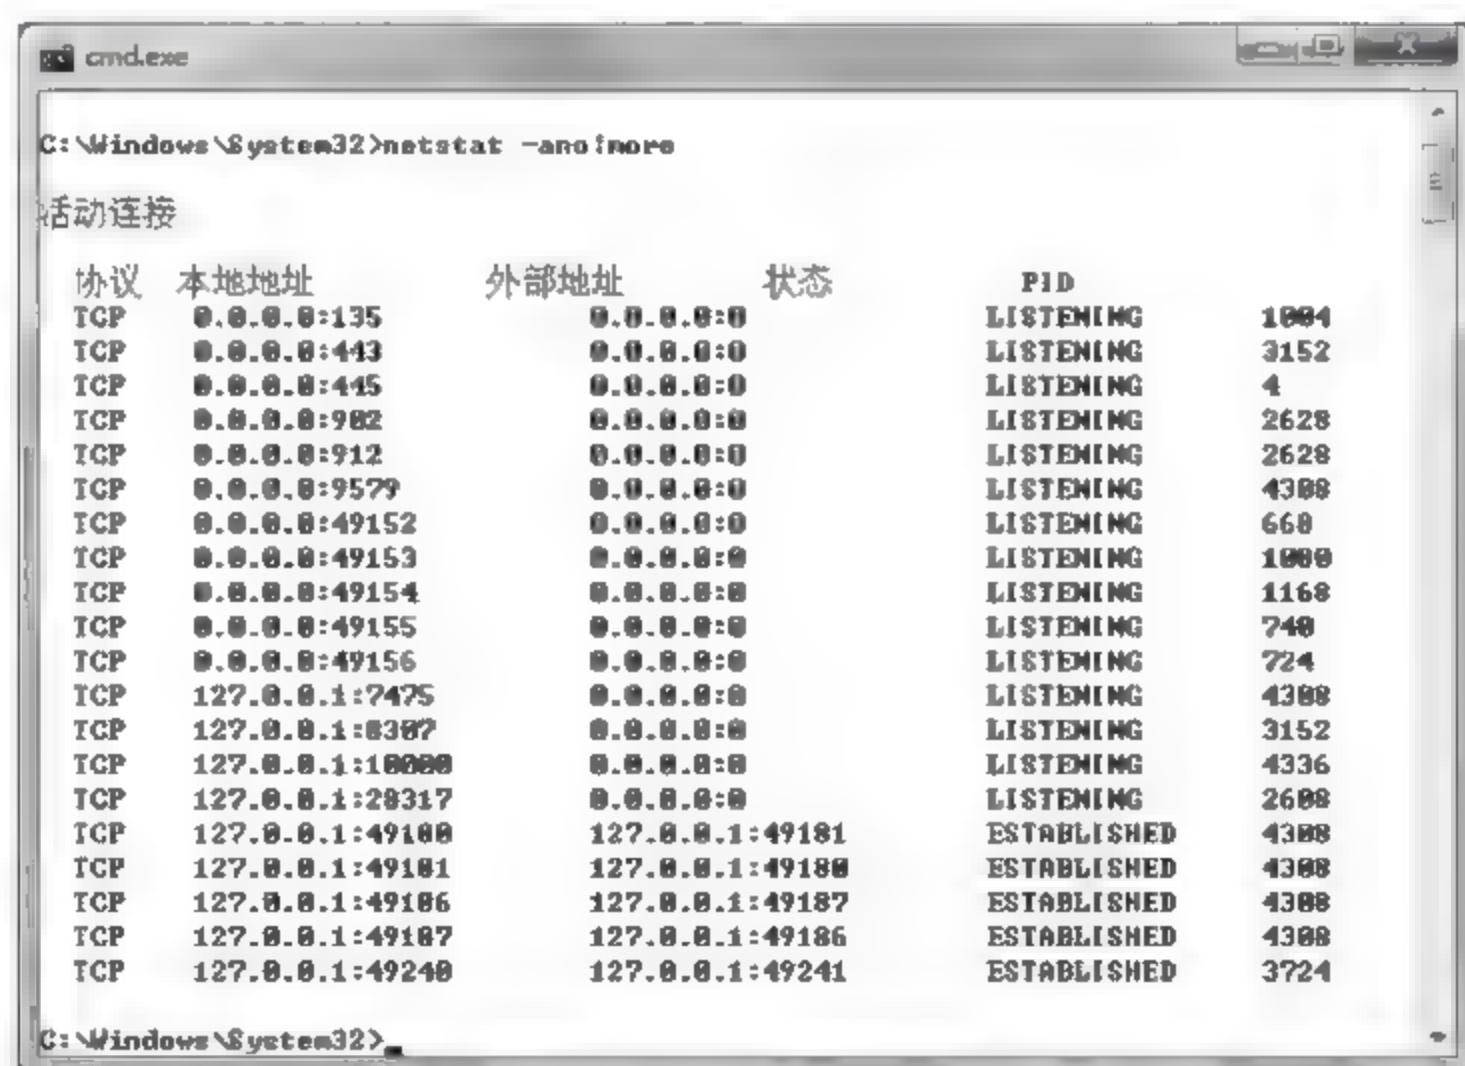 cmd.exe
C:\Windows\System32>netstat -ano|more
活动连接
协议 本地地址 外部地址 状态 PID
TCP 0.0.0.0:135 0.0.0.0:0 LISTENING 1004
TCP 0.0.0.0:443 0.0.0.0:0 LISTENING 3152
TCP 0.0.0.0:445 0.0.0.0:0 LISTENING 4
TCP 0.0.0.0:902 0.0.0.0:0 LISTENING 2628
TCP 0.0.0.0:912 0.0.0.0:0 LISTENING 2628
TCP 0.0.0.0:9579 0.0.0.0:0 LISTENING 4308
TCP 0.0.0.0:49152 0.0.0.0:0 LISTENING 660
TCP 0.0.0.0:49153 0.0.0.0:0 LISTENING
TCP 0.0.0.0:49154 0.0.0.0:0 LISTENING 1168
TCP 0.0.0.0:49155 0.0.0.0:0 LISTENING 740
TCP 0.0.0.0:49156 0.0.0.0:0 LISTENING 724
TCP 127.0.0.1:7475 0.0.0.0:0 LISTENING 4308
TCP 127.0.0.1:8307 0.0.0.0:0 LISTENING 3152
TCP 127.0.0.1:10000 0.0.0.0:0 LISTENING 4336
TCP 127.0.0.1:28317 0.0.0.0:0 LISTENING 2608
TCP 127.0.0.1:49180 127.0.0.1:49181 ESTABLISHED 4308
TCP 127.0.0.1:49181 127.0.0.1:49180 ESTABLISHED 4308
TCP 127.0.0.1:49186 127.0.0.1:49187 ESTABLISHED 4308
TCP 127.0.0.1:49187 127.0.0.1:49186 ESTABLISHED 4308
TCP 127.0.0.1:49240 127.0.0.1:49241 ESTABLISHED 3724
C:\Windows\System32>